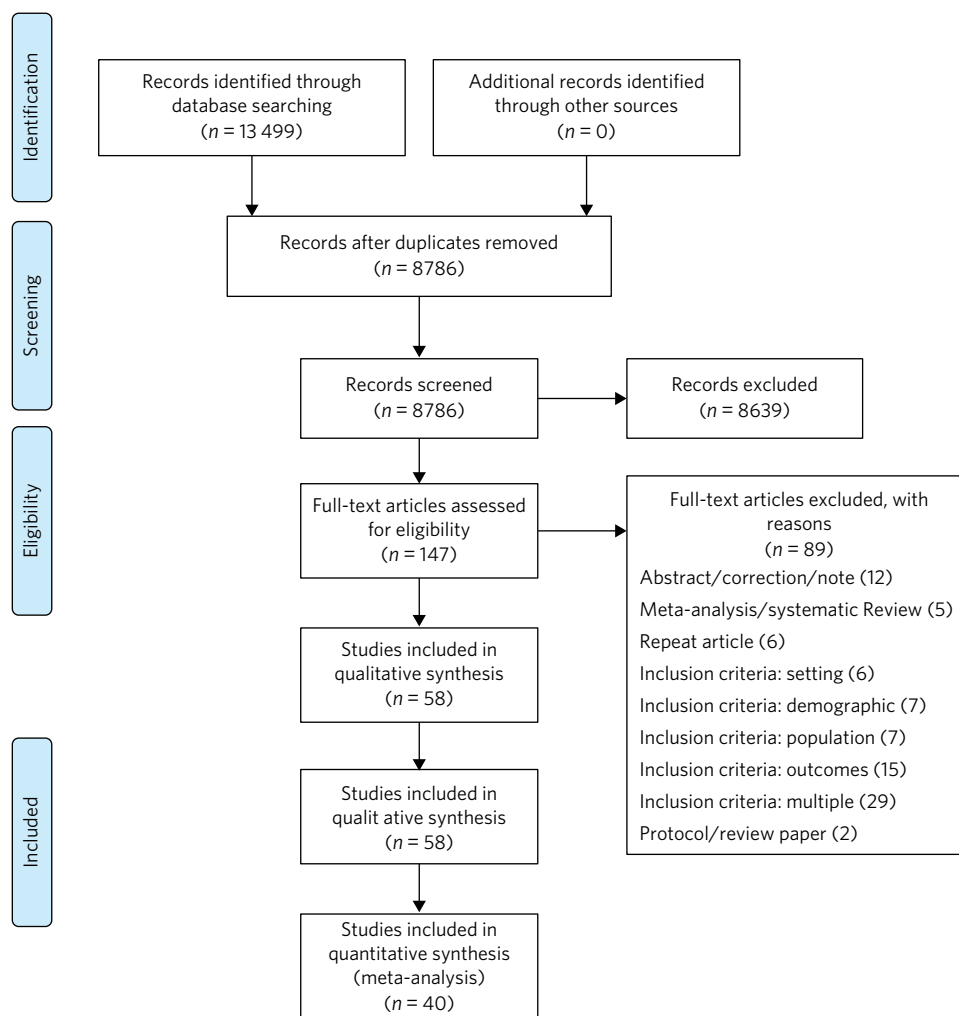 Identification
Records identified through
database searching
(n = 13 499)
Additional records identified
through other sources
(n = 0)
Screening
Records after duplicates removed
(n = 8786)
Records screened
(n = 8786)
Records excluded
(n = 8639)
Eligibility
Full-text articles assessed
for eligibility
(n = 147)
Full-text articles excluded, with
reasons
(n = 89)
Abstract/correction/note (12)
Meta-analysis/systematic Review (5)
Repeat article (6)
Inclusion criteria: setting (6)
Inclusion criteria: demographic (7)
Inclusion criteria: population (7)
Inclusion criteria: outcomes (15)
Inclusion criteria: multiple (29)
Protocol/review paper (2)
Studies included in
qualitative synthesis
(n = 58)
Included
Studies included in
qualit ative synthesis
(n = 58)
Studies included in
quantitative synthesis
(meta-analysis)
(n = 40)